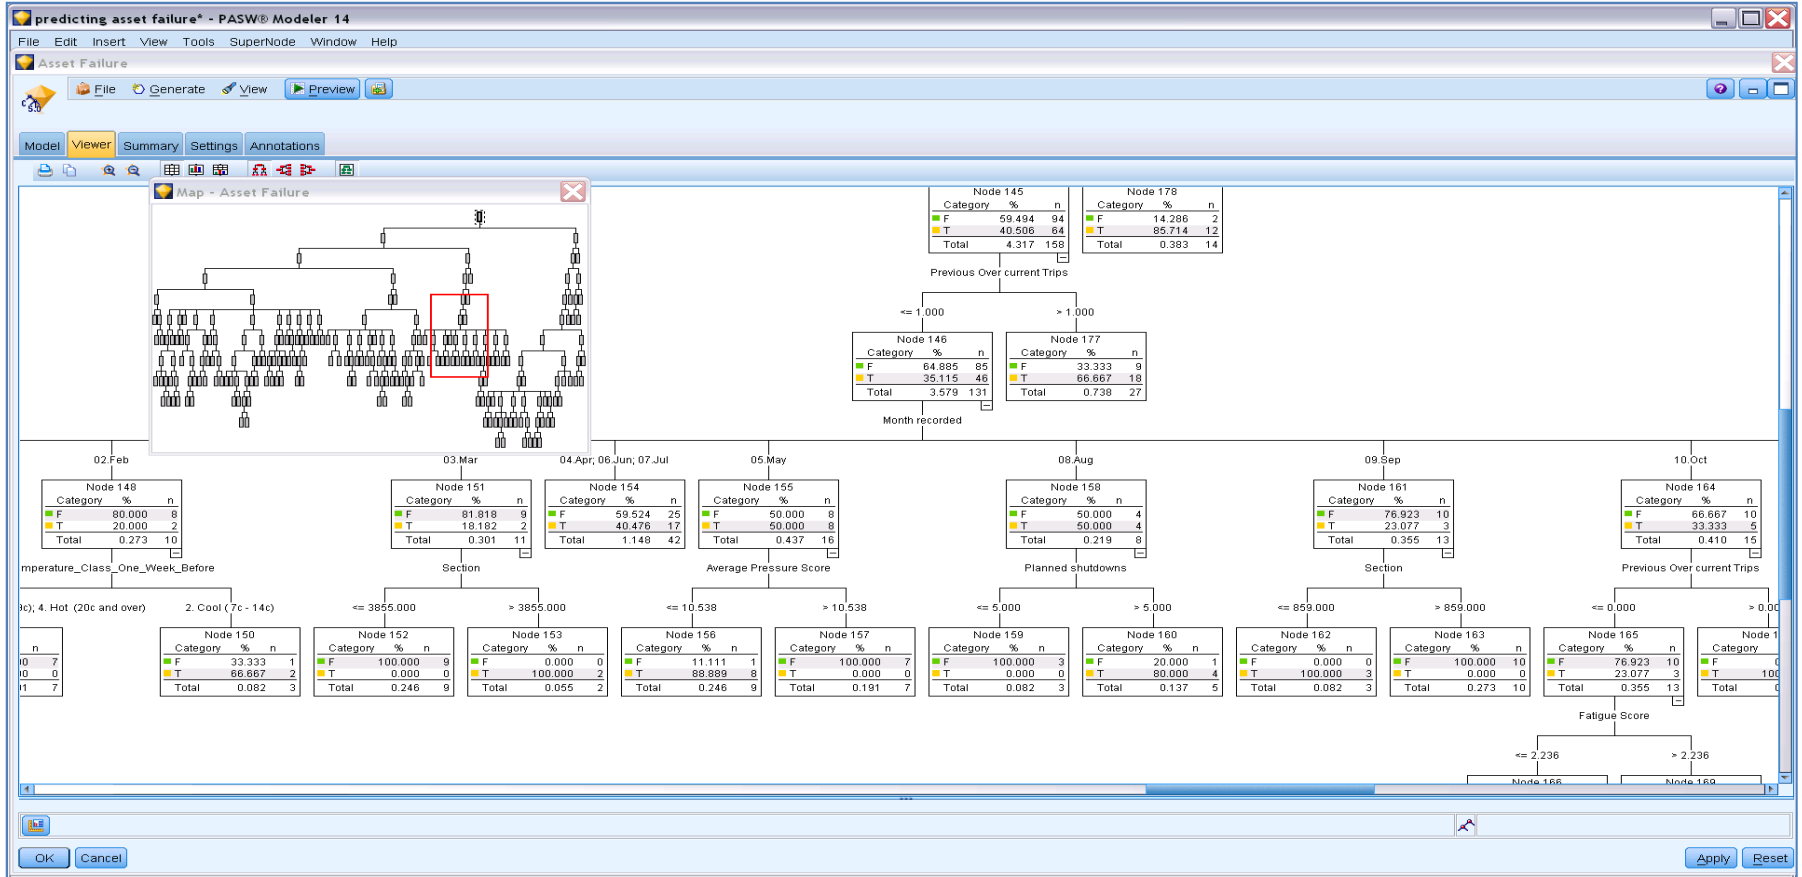 predicting asset failure* - PASW® Modeler 14
File Edit Insert View Tools SuperNode Window Help
Asset Failure
File Generate View Preview
Model Viewer Summary Settings Annotations
Map - Asset Failure
Node 145 Node 178
Category % n Category % n
F 59.494 94 F 14.286 2
T 40.506 64 T 85.714 12
Total 4.317 158 Total 0.383 14
Previous Over current Trips
<= 1.000 > 1.000
Node 146 Node 177
Category % n Category % n
F 64.885 85 F 33.333 9
T 35.115 46 T 66.667 18
Total 3.579 131 Total 0.738 27
Month recorded
02.Feb 03.Mar 04.Apr; 06.Jun; 07.Jul 05.May 08.Aug 09.Sep 10.Oct
Node 148 Node 151 Node 154 Node 155 Node 158 Node 161 Node 164
Category % n Category % n Category % n Category % n Category % n Category % n Category % n
F 80.000 8 F 81.818 9 F 59.524 25 F 50.000 8 F 50.000 4 F 76.923 10 F 66.667 10
T 20.000 2 T 18.182 2 T 40.476 17 T 50.000 8 T 50.000 4 T 23.077 3 T 33.333 5
Total 0.273 10 Total 0.301 11 Total 1.148 42 Total 0.437 16 Total 0.219 8 Total 0.355 13 Total 0.410 15
mperature_Class_One_Week_Before Section Average Pressure Score Planned shutdowns Section Previous Over current Trips
c); 4. Hot (20c and over) 2. Cool (7c - 14c) <= 3855.000 > 3855.000 <= 10.538 > 10.538 <= 5.000 > 5.000 <= 859.000 > 859.000 <= 0.000 > 0.00
Node 150 Node 152 Node 153 Node 156 Node 157 Node 159 Node 160 Node 162 Node 163 Node 165 Node 1
n Category % n Category % n Category % n Category % n Category % n Category % n Category % n Category % n Category % n Category % n Category
0 7 F 33.333 1 F 100.000 9 F 0.000 0 F 11.111 1 F 100.000 7 F 100.000 3 F 20.000 1 F 0.000 0 F 100.000 10 F 76.923 10 F
0 0 T 66.667 2 T 0.000 0 T 100.000 2 T 88.889 8 T 0.000 0 T 0.000 0 T 80.000 4 T 100.000 3 T 0.000 0 T 23.077 3 T 100
1 7 Total 0.082 3 Total 0.246 9 Total 0.055 2 Total 0.246 9 Total 0.191 7 Total 0.082 3 Total 0.137 5 Total 0.082 3 Total 0.273 10 Total 0.355 13 Total
Fatigue Score
<= 2.236 > 2.236
Node 166 Node 169
OK Cancel Apply Reset